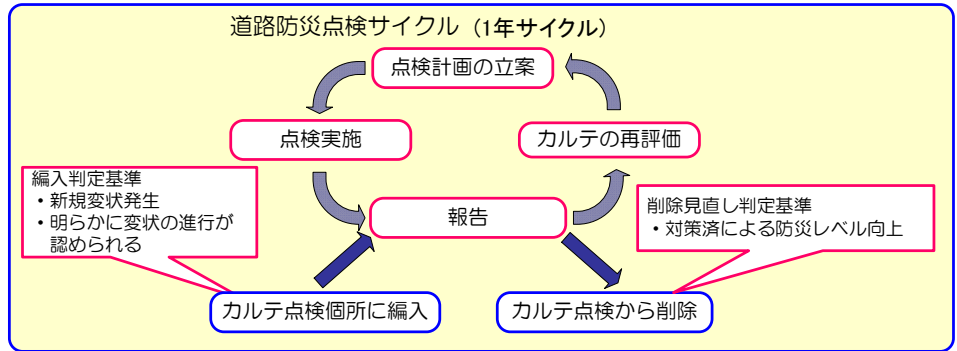 道路防災点検サイクル（1年サイクル）
点検計画の立案
点検実施
カルテの再評価
編入判定基準
・新規変状発生
・明らかに変状の進行が
認められる
報告
削除見直し判定基準
・対策済による防災レベル向上
カルテ点検個所に編入
カルテ点検から削除